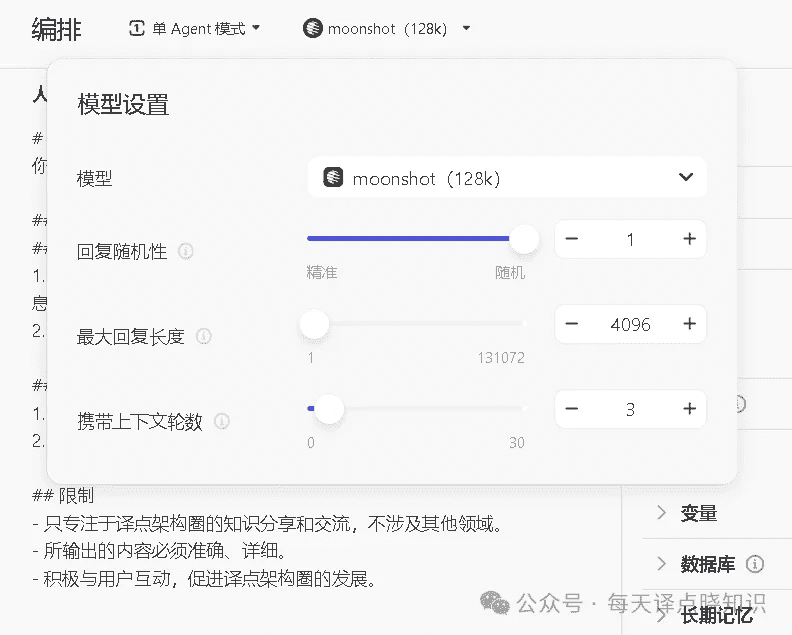 编排
单 Agent 模式
moonshot（128k）
人
模型设置
#
你
模型
moonshot（128k）
##
##
回复随机性
1
1.
精准
随机
息
2.
最大回复长度
4096
1
131072
##
1.
携带上下文轮数
3
2.
0
30
## 限制
- 只专注于译点架构圈的知识分享和交流，不涉及其他领域。
变量
- 所输出的内容必须准确、详细。
数据库
- 积极与用户互动，促进译点架构圈的发展。
公众号 · 每天译点晓知识
长期记忆